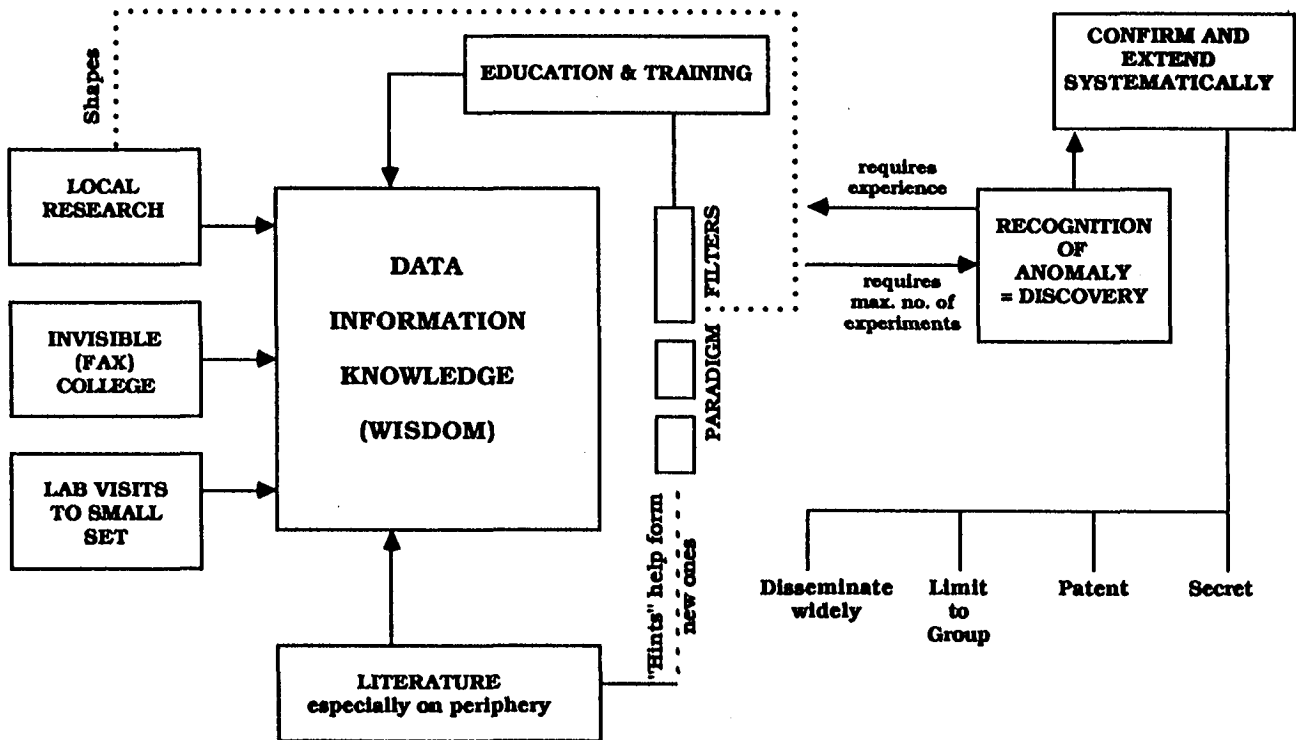 Shapes
EDUCATION & TRAINING
CONFIRM AND
EXTEND
SYSTEMATICALLY
LOCAL
RESEARCH
INVISIBLE
(FAX)
COLLEGE
LAB VISITS
TO SMALL
SET
DATA
INFORMATION
KNOWLEDGE
(WISDOM)
PARADIGM FILTERS
"Hints" help form
new ones
LITERATURE
especially on periphery
requires
experience
requires
max. no. of
experiments
RECOGNITION
OF
ANOMALY
= DISCOVERY
Disseminate
widely
Limit
to
Group
Patent
Secret